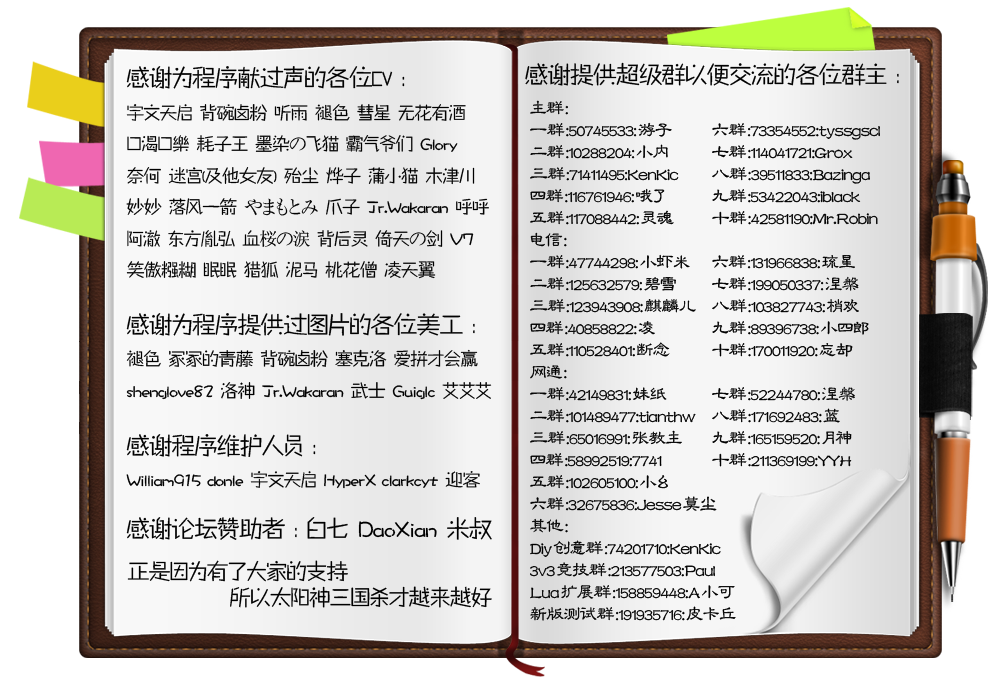 感谢为程序献过声的各位CV：
宇文天启 背碗卤粉 听雨 褪色 彗星 无花有酒
口渴口樂 耗子王 墨染の飞猫 霸气爷们 Glory
奈何 迷宫(及他女友) 殆尘 烨子 蒲小猫 木津川
妙妙 落风一箭 やまもとみ 爪子 Jr.Wakaran 呼呼
阿澈 东方胤弘 血桜の涙 背后灵 倚天の剑 V7
笑傲糨糊 眠眠 猎狐 泥马 桃花僧 凌天翼
感谢为程序提供过图片的各位美工：
褪色 冢冢的青藤 背碗卤粉 塞克洛 爱拼才会赢
shenglove82 洛神 Jr.Wakaran 武士 Guiglc 艾艾艾
感谢程序维护人员：
William915 donle 宇文天启 HyperX clarkcyt 迎客
感谢论坛赞助者：白七 DaoXian 米叔
正是因为有了大家的支持
所以太阳神三国杀才越来越好
感谢提供超级群以便交流的各位群主：
主群:
一群:50745533:游子 六群:73354552:tyssgscl
二群:10288204:小内 七群:114041721:Grox
三群:71411495:KenKic 八群:39511833:Bazinga
四群:116761946:哦了 九群:53422043:iblack
五群:117088442:灵魂 十群:42581190:Mr.Robin
电信:
一群:47744298:小虾米 六群:131966838:琉星
二群:125632579:碧雪 七群:199050337:涅槃
三群:123943908:麒麟儿 八群:103827743:梢欢
四群:40858822:凌 九群:89396738:小四郎
五群:110528401:断念 十群:170011920:忘却
网通:
一群:42149831:妹纸 七群:52244780:涅槃
二群:101489477:tianthw 八群:171692483:蓝
三群:65016991:张教主 九群:165159520:月神
四群:58992519:7741 十群:211369199:YYH
五群:102605100:小幺
六群:32675836:Jesse莫尘
其他:
Diy创意群:74201710:KenKic
3v3竞技群:213577503:Paul
Lua扩展群:158859448:A小可
新版测试群:191935716:皮卡丘